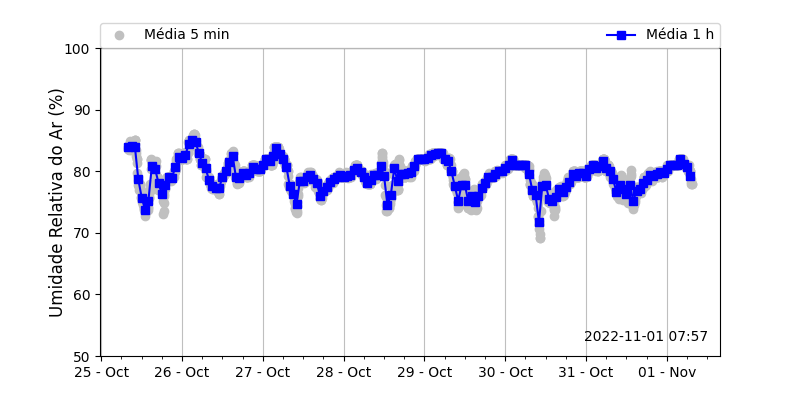 Média 5 min
Média 1 h
Umidade Relativa do Ar (%)
100
90
80
70
60
50
2022-11-01 07:57
25 - Oct
26 - Oct
27 - Oct
28 - Oct
29 - Oct
30 - Oct
31 - Oct
01 - Nov